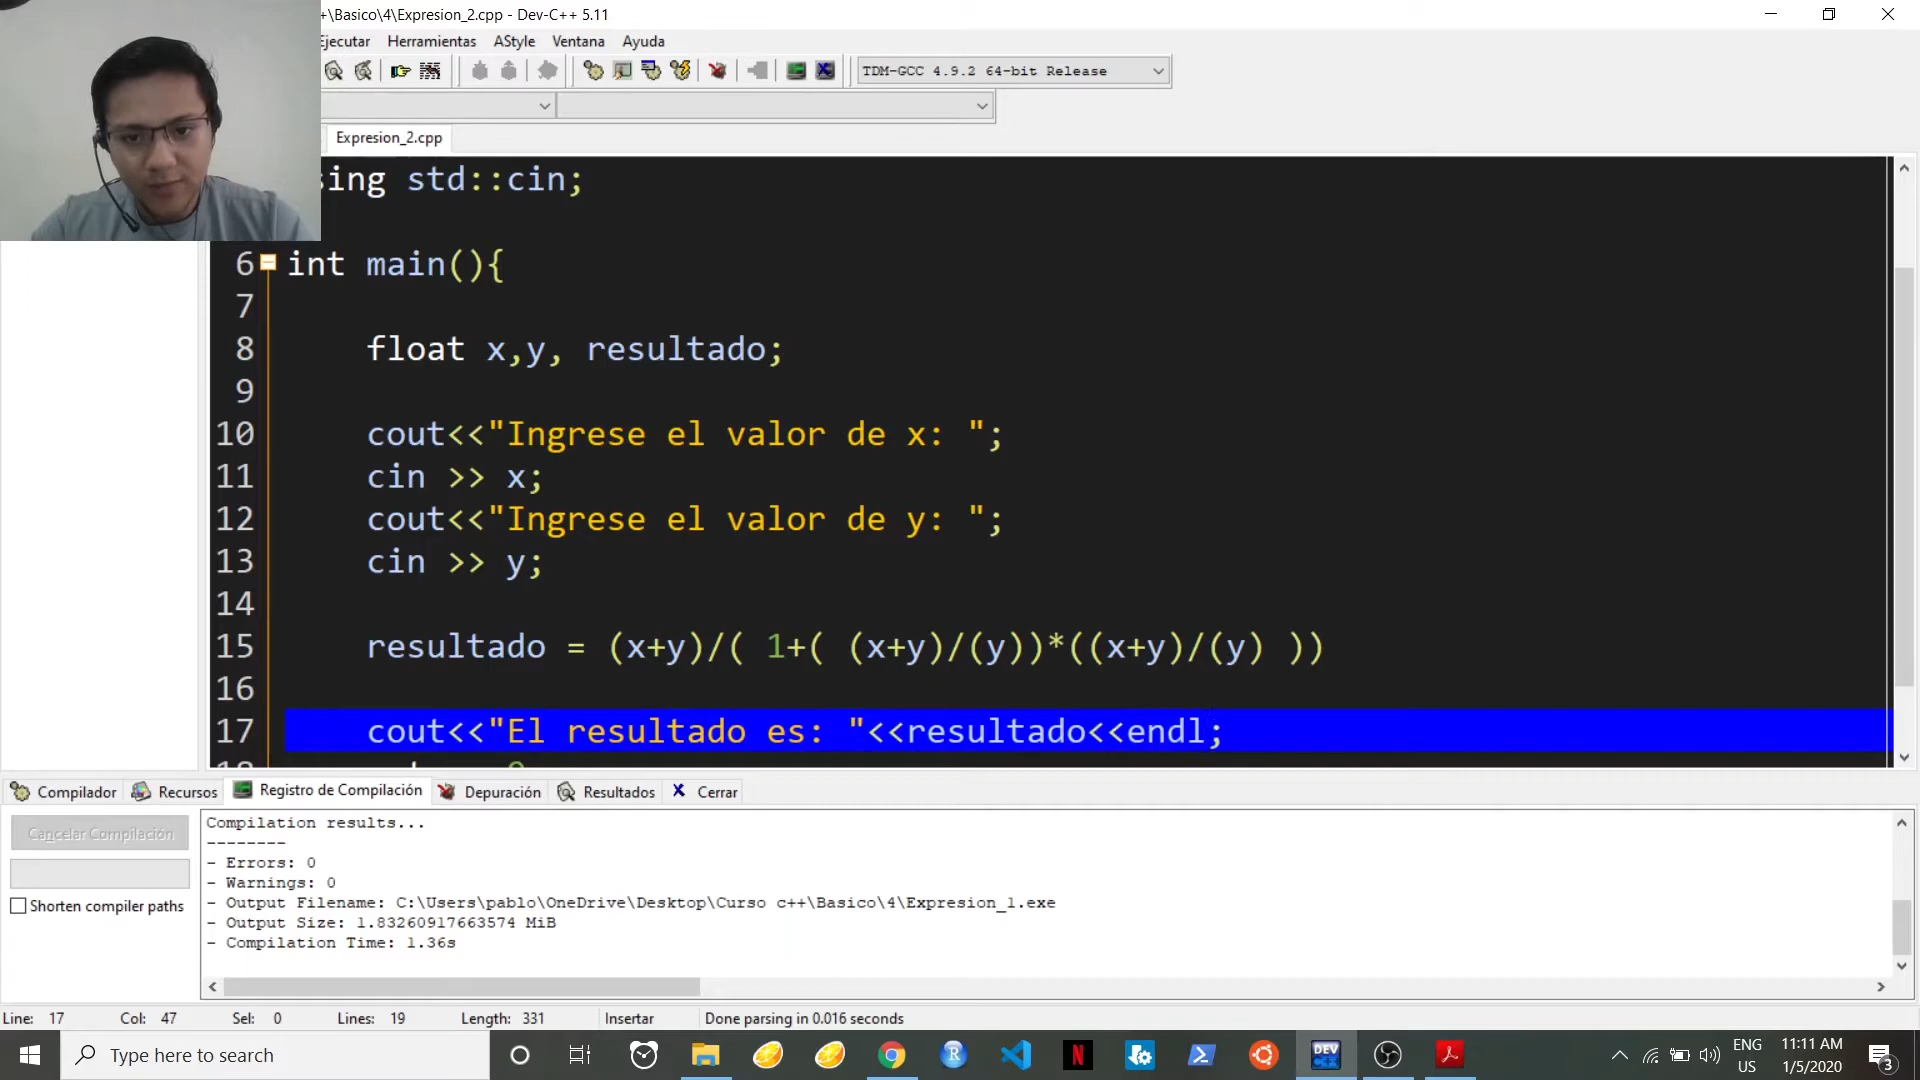 +\Basico\4\Expresion_2.cpp - Dev-C++ 5.11
Ejecutar Herramientas AStyle Ventana Ayuda
TDM-GCC 4.9.2 64-bit Release
Expresion_2.cpp
sing std::cin;
6 int main(){
7
8 float x,y, resultado;
9
10 cout<<"Ingrese el valor de x: ";
11 cin >> x;
12 cout<<"Ingrese el valor de y: ";
13 cin >> y;
14
15 resultado = (x+y)/( 1+( (x+y)/(y))*((x+y)/(y) ))
16
17 cout<<"El resultado es: "<<resultado<<endl;
Compilador Recursos Registro de Compilación Depuración Resultados Cerrar
Cancelar Compilación
Shorten compiler paths
Compilation results...
--------
- Errors: 0
- Warnings: 0
- Output Filename: C:\Users\pablo\OneDrive\Desktop\Curso c++\Basico\4\Expresion_1.exe
- Output Size: 1.83260917663574 MiB
- Compilation Time: 1.36s
Line: 17 Col: 47 Sel: 0 Lines: 19 Length: 331 Insertar Done parsing in 0.016 seconds
Type here to search
R
N
DEV C++
ENG
US
11:11 AM
1/5/2020
3